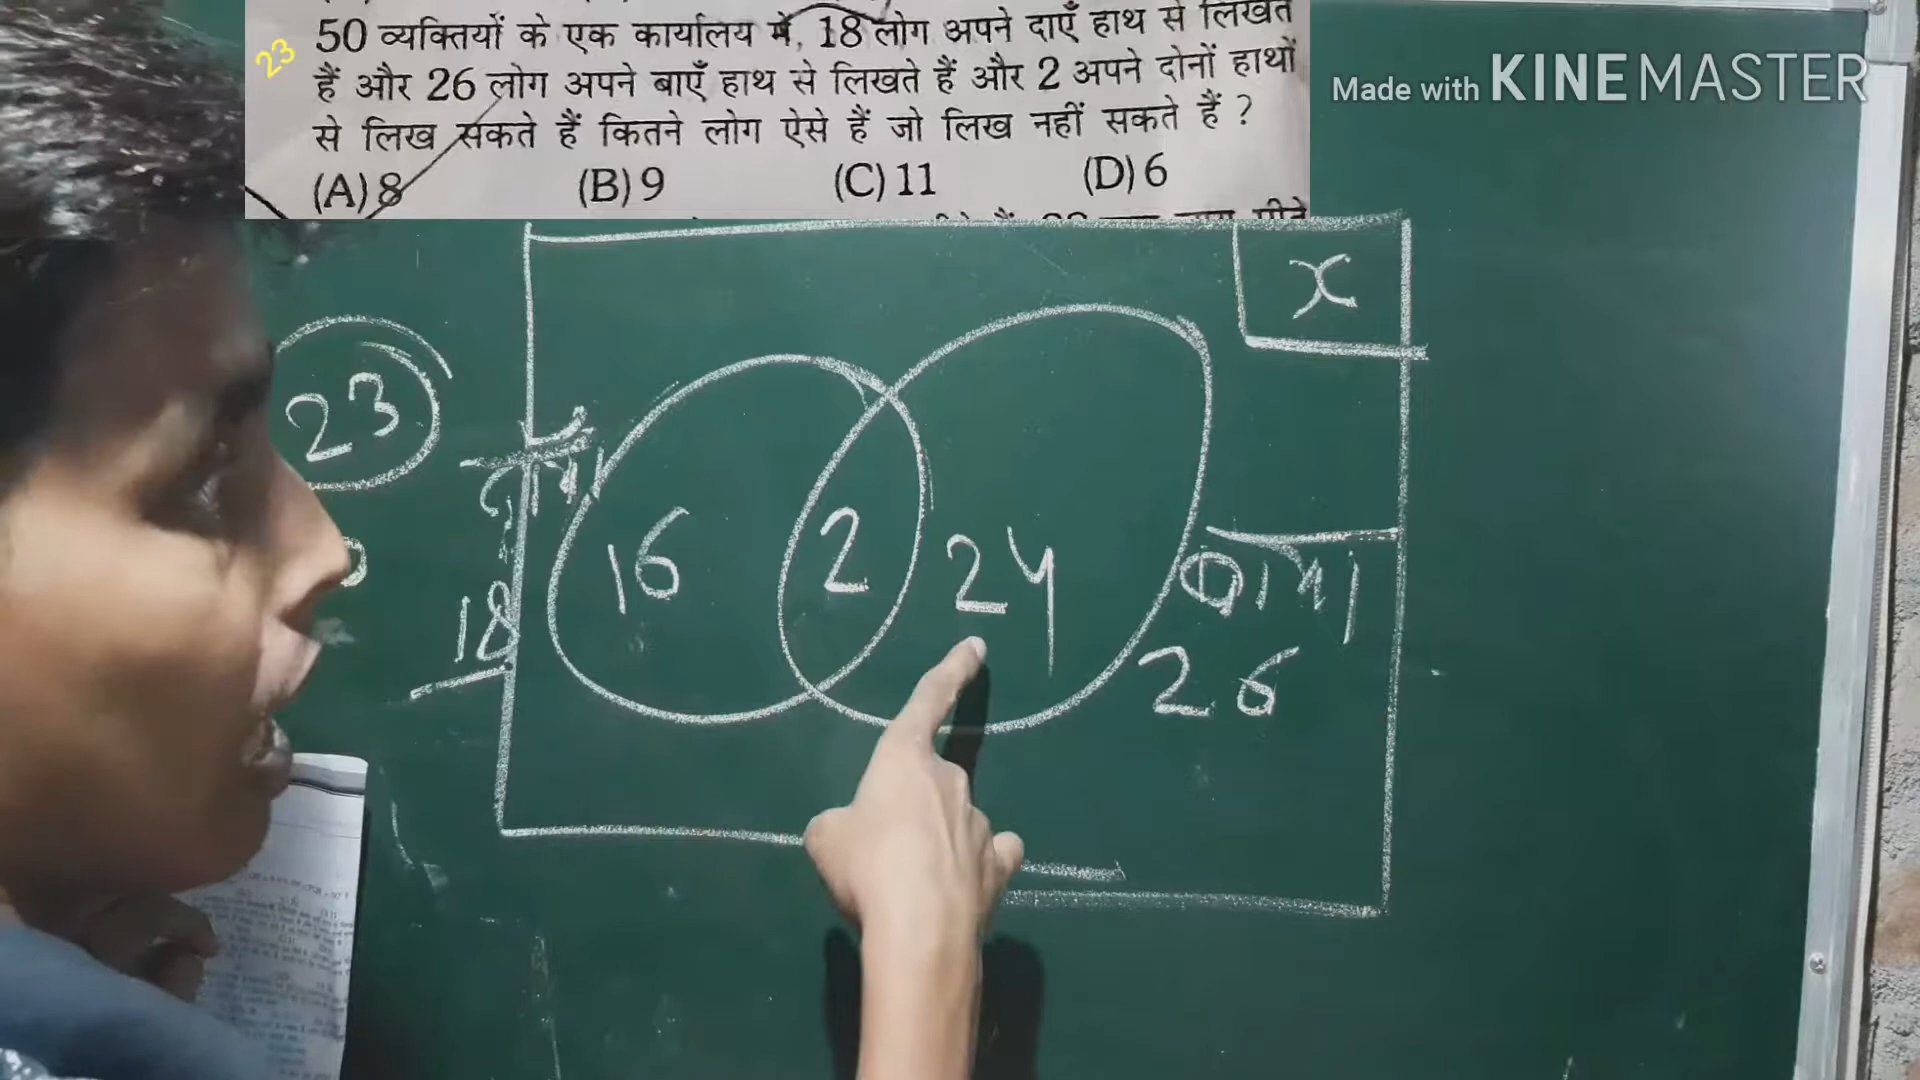 23
50 व्यक्तियों के एक कार्यालय में, 18 लोग अपने दाएँ हाथ से लिखते
हैं और 26 लोग अपने बाएँ हाथ से लिखते हैं और 2 अपने दोनों हाथों
से लिख सकते हैं कितने लोग ऐसे हैं जो लिख नहीं सकते हैं ?
(A) 8 (B) 9 (C) 11 (D) 6
Made with KINEMASTER
x
23
16 2 24
18
बायां
26